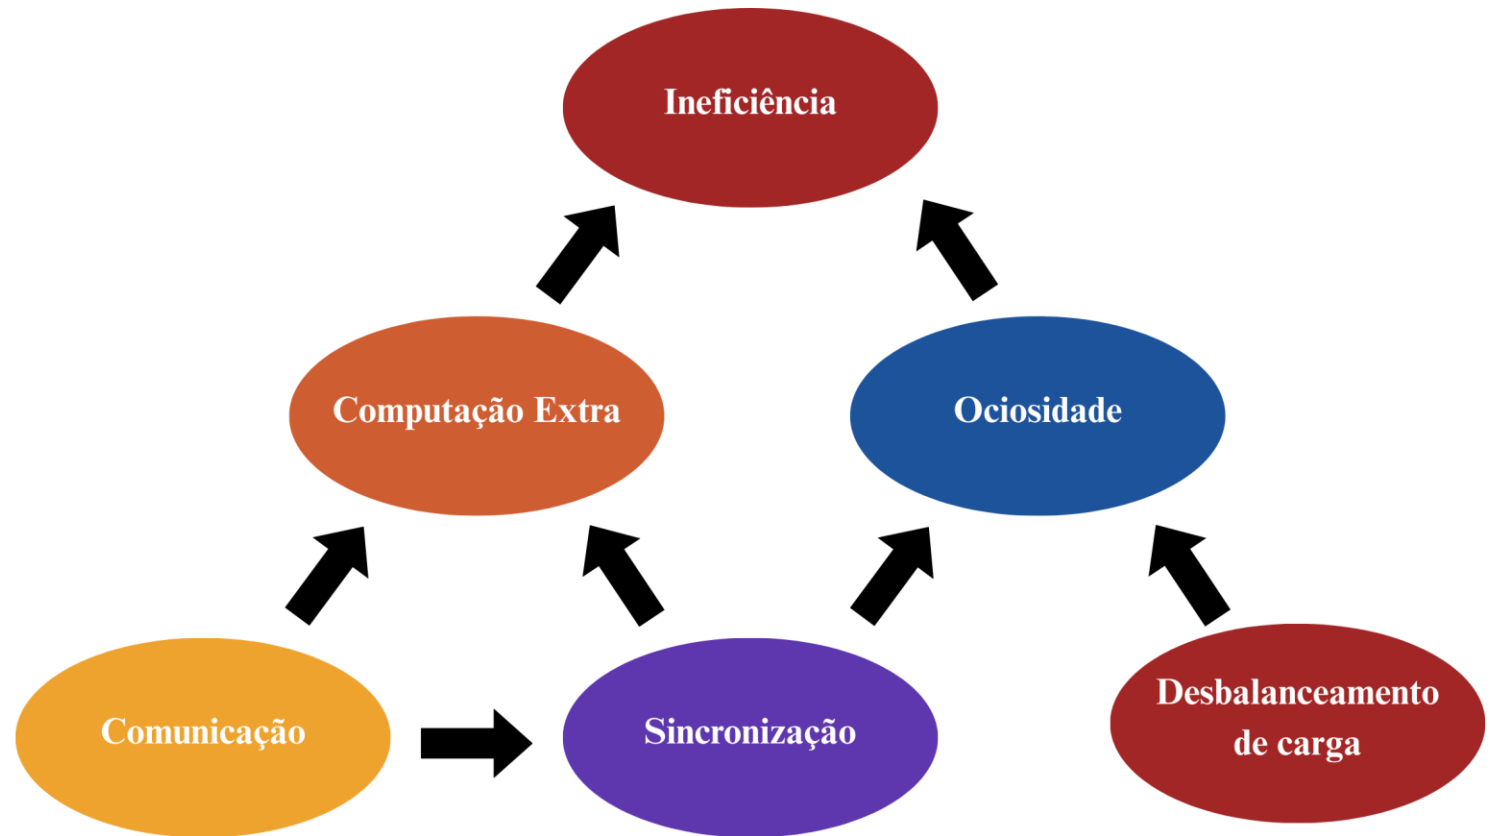 Ineficiência
Computação Extra
Ociosidade
Comunicação
Sincronização
Desbalanceamento
de carga